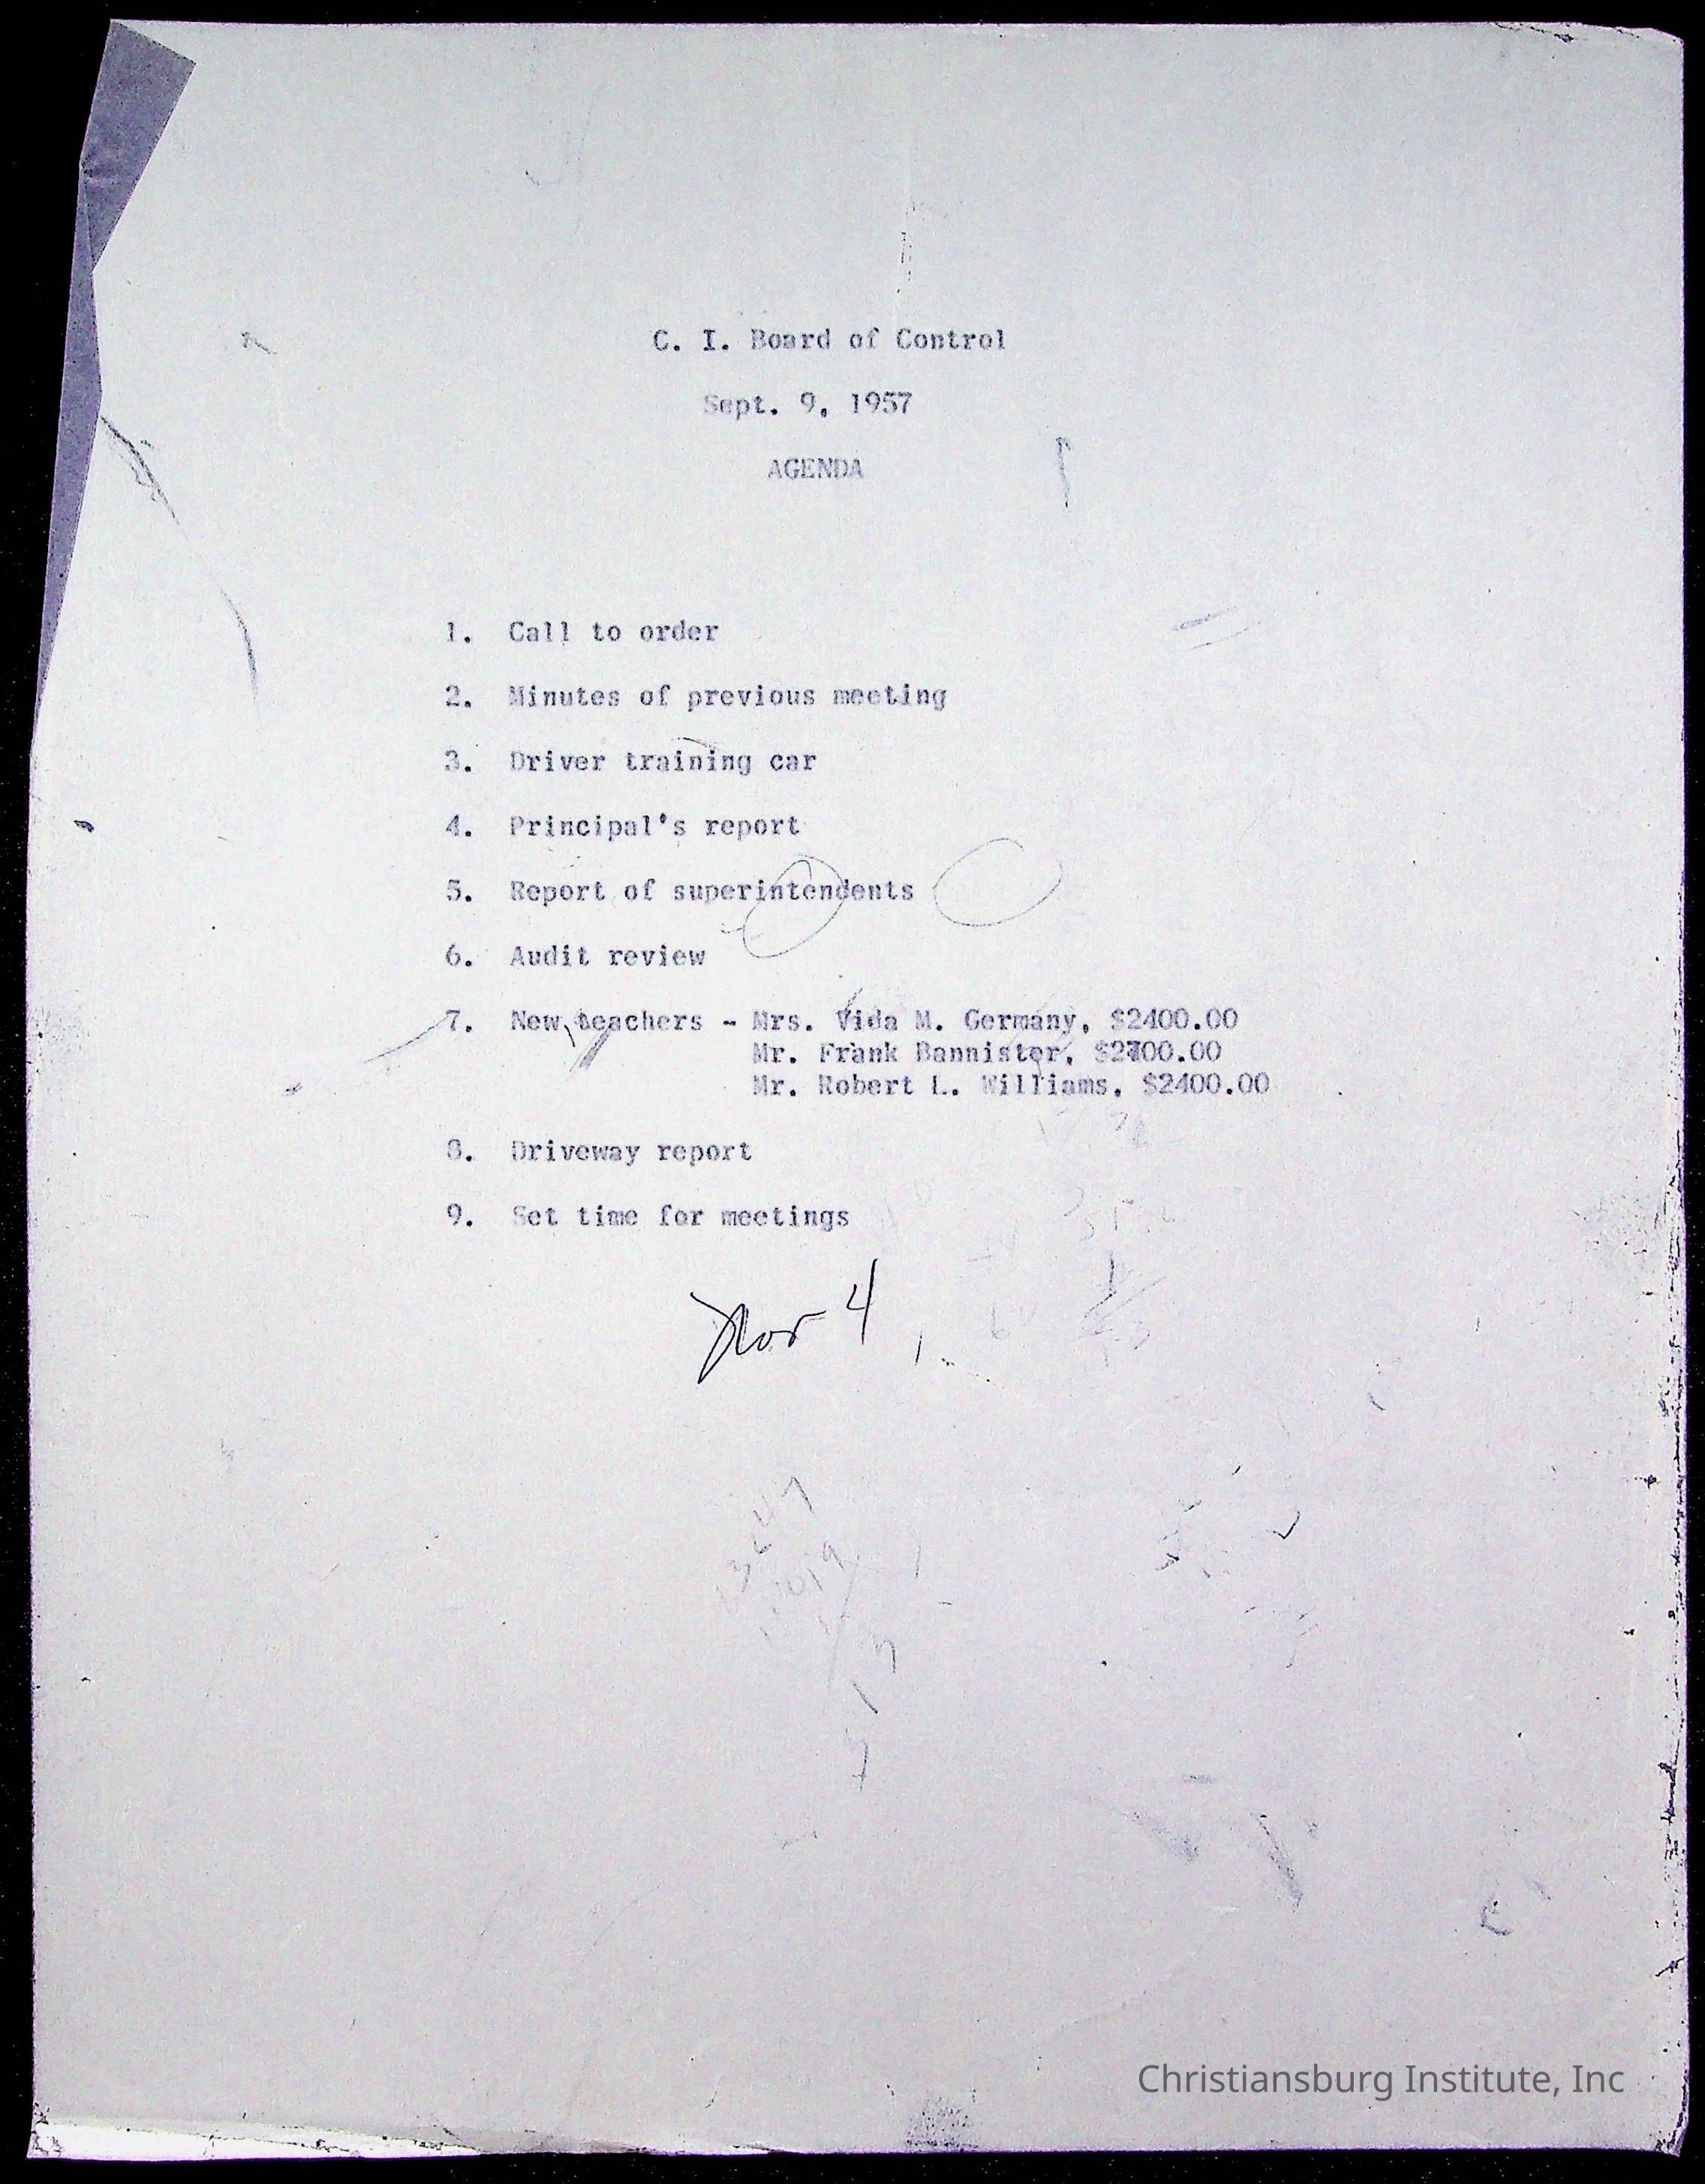 C. I. Board of Control
Sept. 9, 1957
AGENDA
1. Call to order
2. Minutes of previous meeting
3. Driver training car
4. Principal's report
5. Report of superintendents
6. Audit review
7. New teachers - Mrs. Vida M. Germany, $2400.00
Mr. Frank Bannister, $2700.00
Mr. Robert L. Williams, $2400.00
8. Driveway report
9. Set time for meetings
Nov 4
Christiansburg Institute, Inc